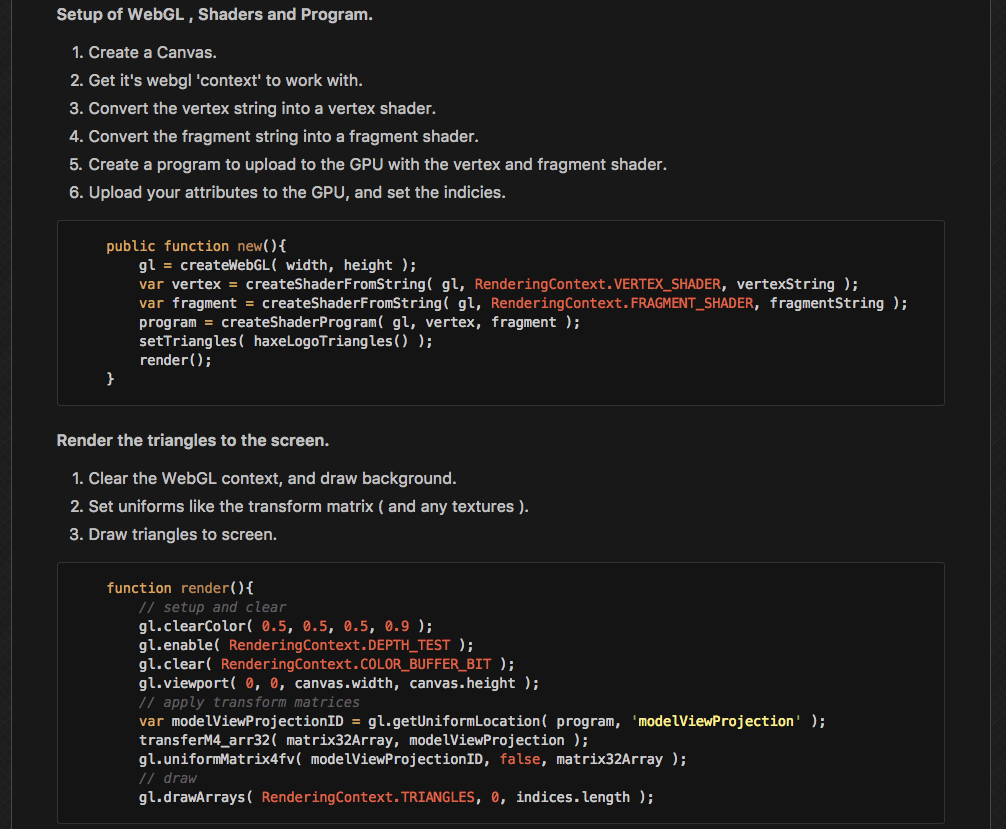 Setup of WebGL , Shaders and Program.
1. Create a Canvas.
2. Get it's webgl 'context' to work with.
3. Convert the vertex string into a vertex shader.
4. Convert the fragment string into a fragment shader.
5. Create a program to upload to the GPU with the vertex and fragment shader.
6. Upload your attributes to the GPU, and set the indicies.
public function new(){
gl = createWebGL( width, height );
var vertex = createShaderFromString( gl, RenderingContext.VERTEX_SHADER, vertexString );
var fragment = createShaderFromString( gl, RenderingContext.FRAGMENT_SHADER, fragmentString );
program = createShaderProgram( gl, vertex, fragment );
setTriangles( haxeLogoTriangles() );
render();
}
Render the triangles to the screen.
1. Clear the WebGL context, and draw background.
2. Set uniforms like the transform matrix ( and any textures ).
3. Draw triangles to screen.
function render(){
// setup and clear
gl.clearColor( 0.5, 0.5, 0.5, 0.9 );
gl.enable( RenderingContext.DEPTH_TEST );
gl.clear( RenderingContext.COLOR_BUFFER_BIT );
gl.viewport( 0, 0, canvas.width, canvas.height );
// apply transform matrices
var modelViewProjectionID = gl.getUniformLocation( program, 'modelViewProjection' );
transferM4_arr32( matrix32Array, modelViewProjection );
gl.uniformMatrix4fv( modelViewProjectionID, false, matrix32Array );
// draw
gl.drawArrays( RenderingContext.TRIANGLES, 0, indices.length );